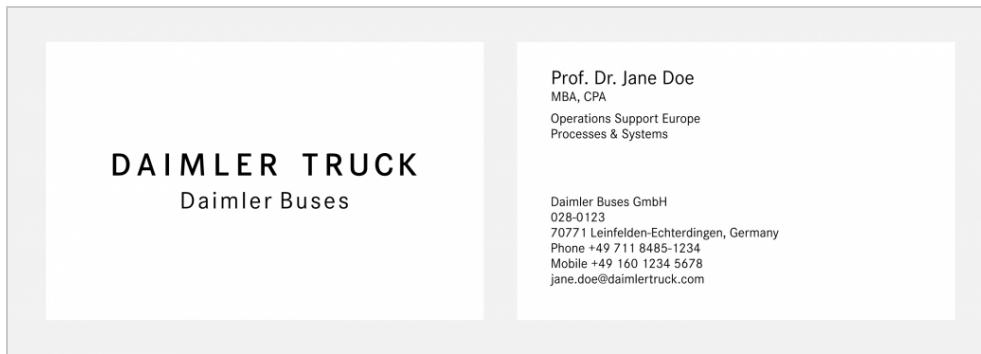 DAIMLER TRUCK
Daimler Buses
Prof. Dr. Jane Doe
MBA, CPA
Operations Support Europe
Processes & Systems
Daimler Buses GmbH
028-0123
70771 Leinfelden-Echterdingen, Germany
Phone +49 711 8485-1234
Mobile +49 160 1234 5678
jane.doe@daimlertruck.com